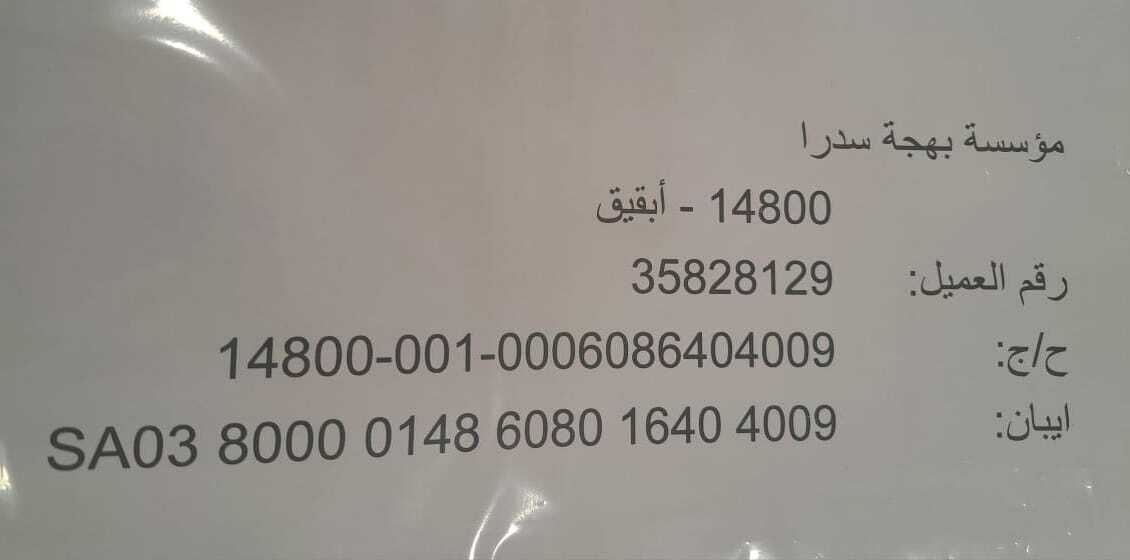 مؤسسة بهجة سدرا
14800 - أبقيق
رقم العميل: 35828129
ح/ج: 14800-001-0006086404009
ايبان: SA03 8000 0148 6080 1640 4009